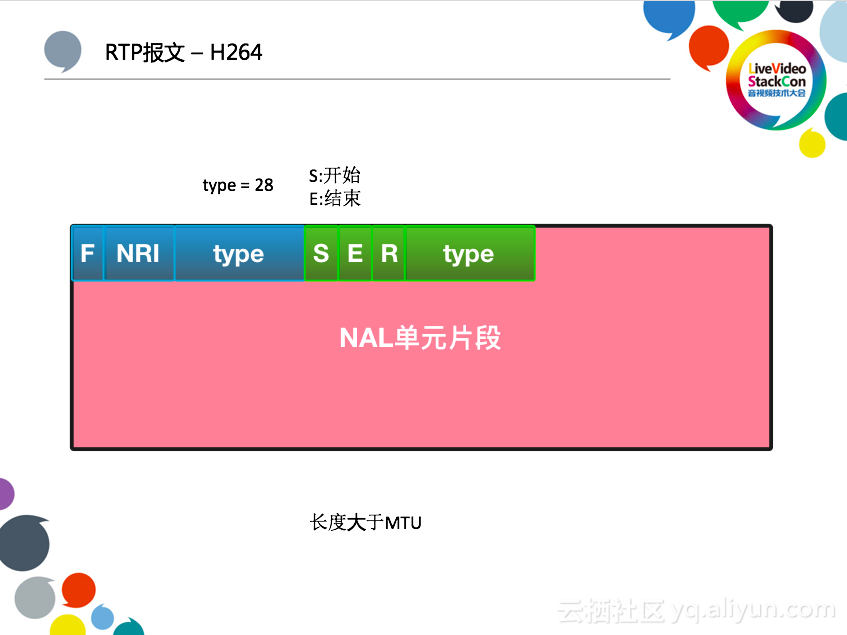 RTP报文 – H264
LiveVideo
StackCon
音视频技术大会
type = 28
S:开始
E:结束
F NRI type S E R type
NAL单元片段
长度大于MTU
云栖社区 yq.aliyun.com